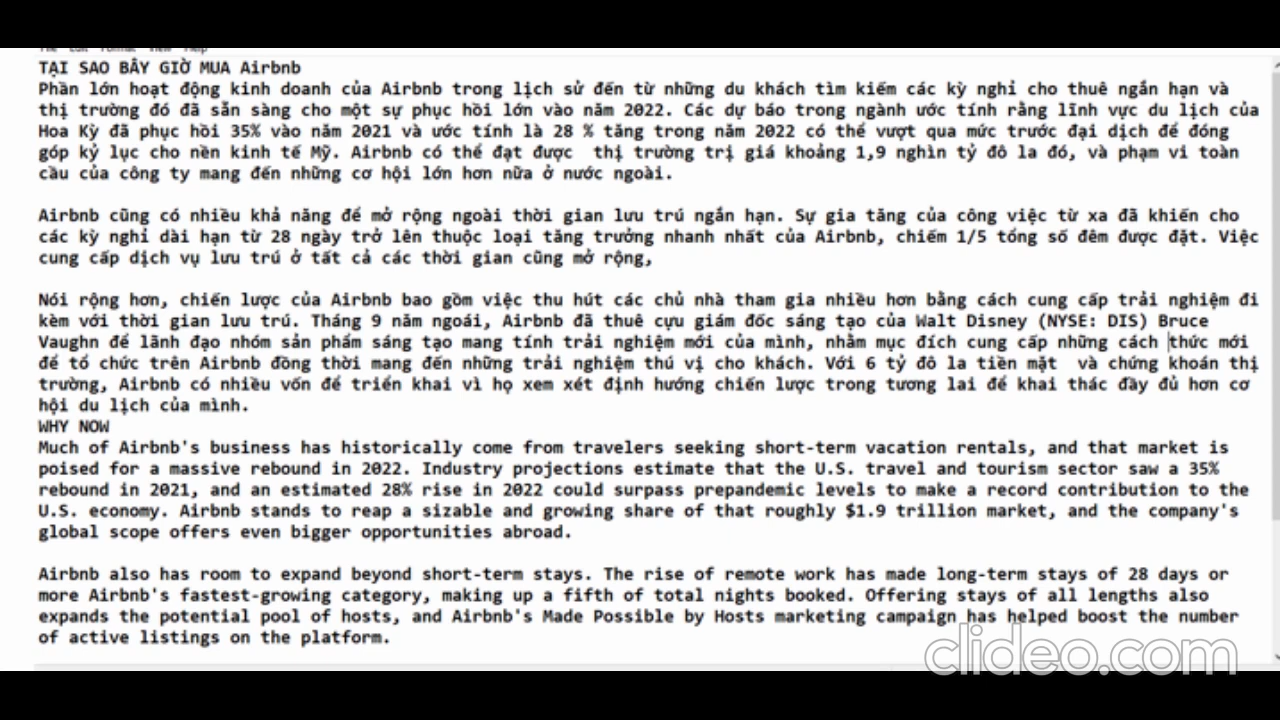 TẠI SAO BÂY GIỜ MUA Airbnb
Phần lớn hoạt động kinh doanh của Airbnb trong lịch sử đến từ những du khách tìm kiếm các kỳ nghỉ cho thuê ngắn hạn và
thị trường đó đã sẵn sàng cho một sự phục hồi lớn vào năm 2022. Các dự báo trong ngành ước tính rằng lĩnh vực du lịch của
Hoa Kỳ đã phục hồi 35% vào năm 2021 và ước tính là 28 % tăng trong năm 2022 có thể vượt qua mức trước đại dịch để đóng
góp kỷ lục cho nền kinh tế Mỹ. Airbnb có thể đạt được  thị trường trị giá khoảng 1,9 nghìn tỷ đô la đó, và phạm vi toàn
cầu của công ty mang đến những cơ hội lớn hơn nữa ở nước ngoài.
Airbnb cũng có nhiều khả năng để mở rộng ngoài thời gian lưu trú ngắn hạn. Sự gia tăng của công việc từ xa đã khiến cho
các kỳ nghỉ dài hạn từ 28 ngày trở lên thuộc loại tăng trưởng nhanh nhất của Airbnb, chiếm 1/5 tổng số đêm được đặt. Việc
cung cấp dịch vụ lưu trú ở tất cả các thời gian cũng mở rộng,
Nói rộng hơn, chiến lược của Airbnb bao gồm việc thu hút các chủ nhà tham gia nhiều hơn bằng cách cung cấp trải nghiệm đi
kèm với thời gian lưu trú. Tháng 9 năm ngoái, Airbnb đã thuê cựu giám đốc sáng tạo của Walt Disney (NYSE: DIS) Bruce
Vaughn để lãnh đạo nhóm sản phẩm sáng tạo mang tính trải nghiệm mới của mình, nhằm mục đích cung cấp những cách thức mới
để tổ chức trên Airbnb đồng thời mang đến những trải nghiệm thú vị cho khách. Với 6 tỷ đô la tiền mặt  và chứng khoán thị
trường, Airbnb có nhiều vốn để triển khai vì họ xem xét định hướng chiến lược trong tương lai để khai thác đầy đủ hơn cơ
hội du lịch của mình.
WHY NOW
Much of Airbnb's business has historically come from travelers seeking short-term vacation rentals, and that market is
poised for a massive rebound in 2022. Industry projections estimate that the U.S. travel and tourism sector saw a 35%
rebound in 2021, and an estimated 28% rise in 2022 could surpass prepandemic levels to make a record contribution to the
U.S. economy. Airbnb stands to reap a sizable and growing share of that roughly $1.9 trillion market, and the company's
global scope offers even bigger opportunities abroad.
Airbnb also has room to expand beyond short-term stays. The rise of remote work has made long-term stays of 28 days or
more Airbnb's fastest-growing category, making up a fifth of total nights booked. Offering stays of all lengths also
expands the potential pool of hosts, and Airbnb's Made Possible by Hosts marketing campaign has helped boost the number
of active listings on the platform.
clideo.com